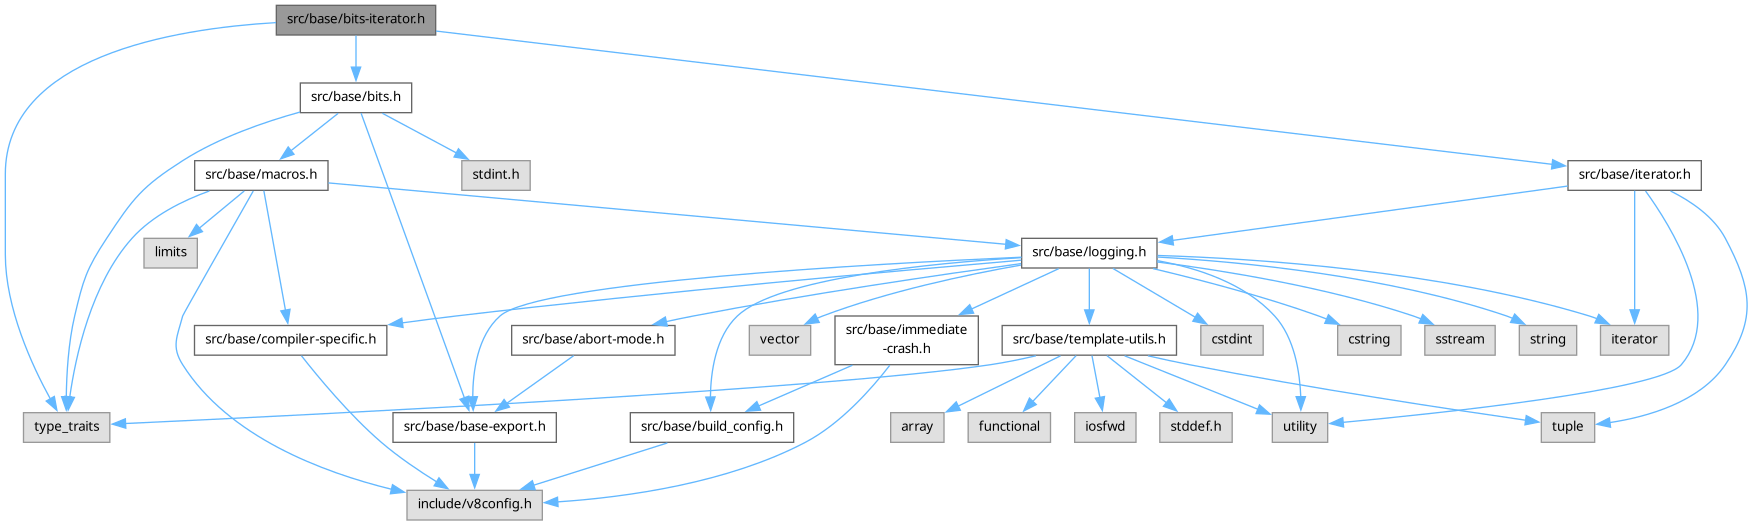 src/base/bits-iterator.h
src/base/bits.h
src/base/macros.h
stdint.h
src/base/iterator.h
limits
src/base/logging.h
src/base/compiler-specific.h
src/base/abort-mode.h
vector
src/base/immediate
-crash.h
src/base/template-utils.h
cstdint
cstring
sstream
string
iterator
type_traits
src/base/base-export.h
src/base/build_config.h
array
functional
iosfwd
stddef.h
utility
tuple
include/v8config.h